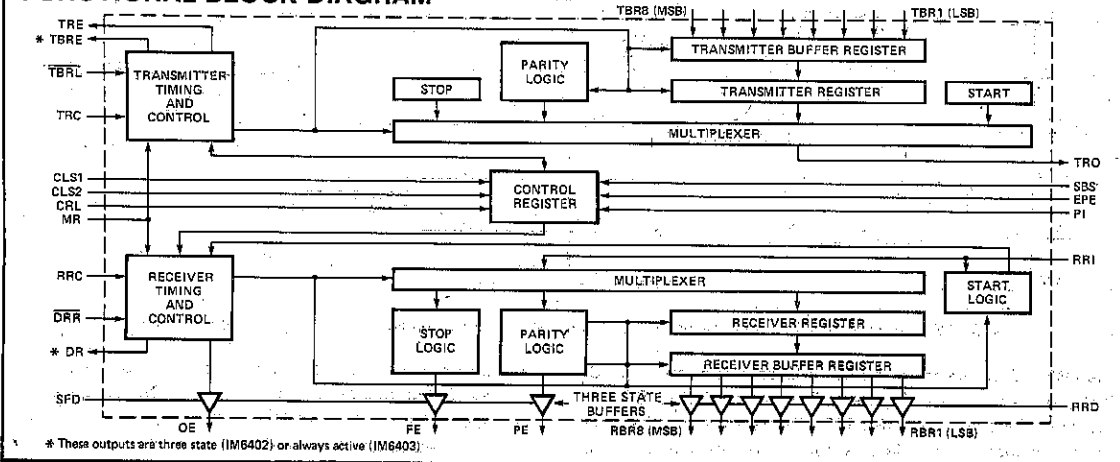 FUNCTIONAL BLOCK DIAGRAM
TRE
* TBRE
TBRL
TRC
TBR8 (MSB)
TBR1 (LSB)
TRANSMITTER
TIMING
AND
CONTROL
STOP
PARITY
LOGIC
TRANSMITTER BUFFER REGISTER
TRANSMITTER REGISTER
START
MULTIPLEXER
TRO
CLS1
CLS2
CRL
MR
CONTROL
REGISTER
SBS
EPE
PI
RRC
DRR
* DR
SFD
RECEIVER
TIMING
AND
CONTROL
MULTIPLEXER
RRI
START
LOGIC
STOP
LOGIC
PARITY
LOGIC
RECEIVER REGISTER
RECEIVER BUFFER REGISTER
THREE STATE
BUFFERS
RRD
OE
FE
PE
RBR8 (MSB)
RBR1 (LSB)
* These outputs are three state (IM6402) or always active (IM6403)